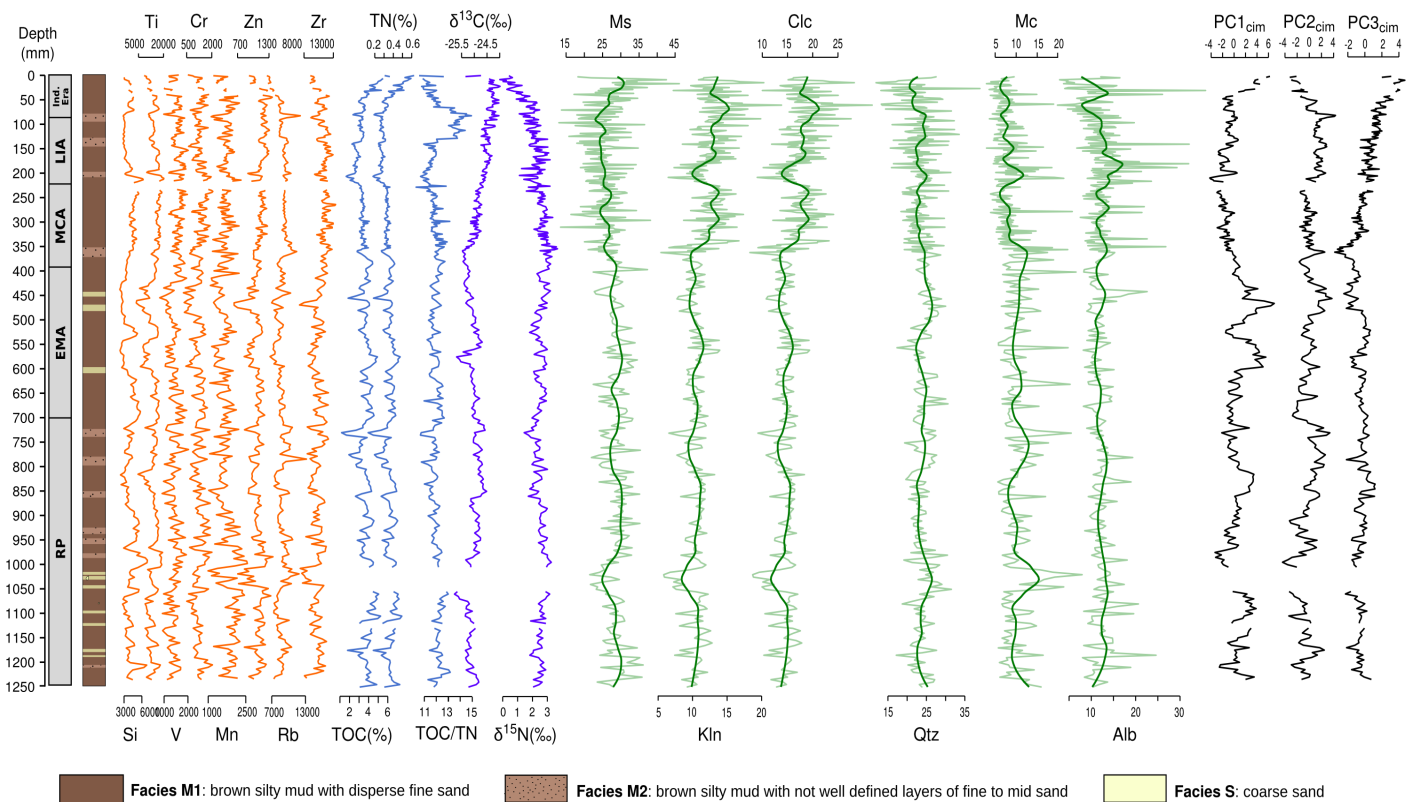 Ti Cr Zn Zr TN(%) δ¹³C(‰) Ms Clc Mc PC1cim PC2cim PC3cim
Depth
(mm)
5000 20000 500 2000 700 1300 8000 13000 0.2 0.4 0.6 -25.5 -24.5 15 25 35 45 10 15 20 25 5 10 15 20 -4 -2 0 2 4 6 -4 -2 0 2 4 -2 0 2 4
0
50
100
150
200
250
300
350
400
450
500
550
600
650
700
750
800
850
900
950
1000
1050
1100
1150
1200
1250
Ind.
Era
LIA
MCA
EMA
RP
3000 6000 1000 2000 1000 2500 7000 13000 2 4 6 11 13 15 0 1 2 3 5 10 15 20 15 25 35 10 20 30
Si V Mn Rb TOC(%) TOC/TN δ¹⁵N(‰) Kln Qtz Alb
Facies M1: brown silty mud with disperse fine sand Facies M2: brown silty mud with not well defined layers of fine to mid sand Facies S: coarse sand